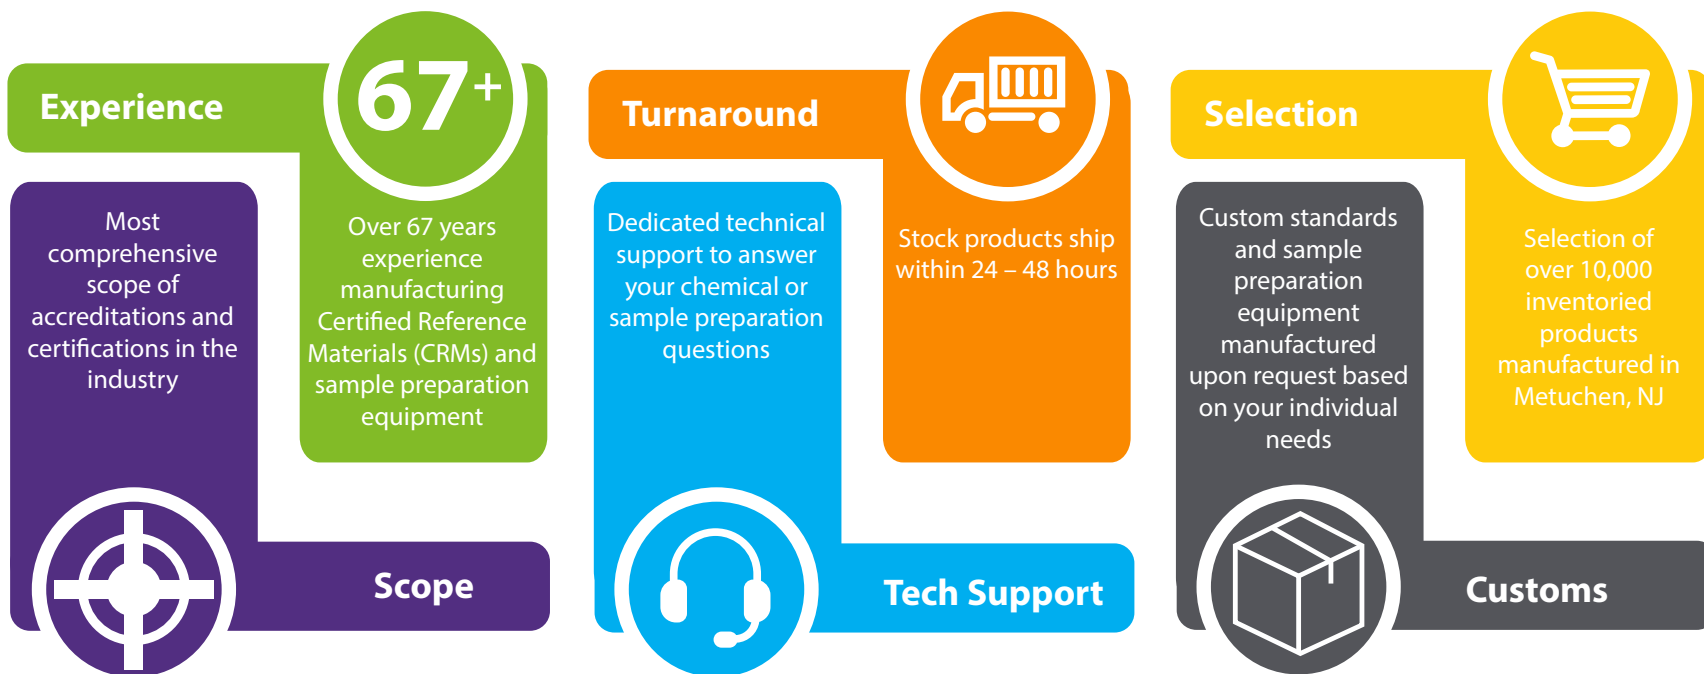 Experience
67+
Over 67 years
experience
manufacturing
Certified Reference
Materials (CRMs) and
sample preparation
equipment
Most
comprehensive
scope of
accreditations and
certifications in the
industry
Scope
Turnaround
Stock products ship
within 24 – 48 hours
Dedicated technical
support to answer
your chemical or
sample preparation
questions
Tech Support
Selection
Selection of
over 10,000
inventoried
products
manufactured in
Metuchen, NJ
Custom standards
and sample
preparation
equipment
manufactured
upon request based
on your individual
needs
Customs